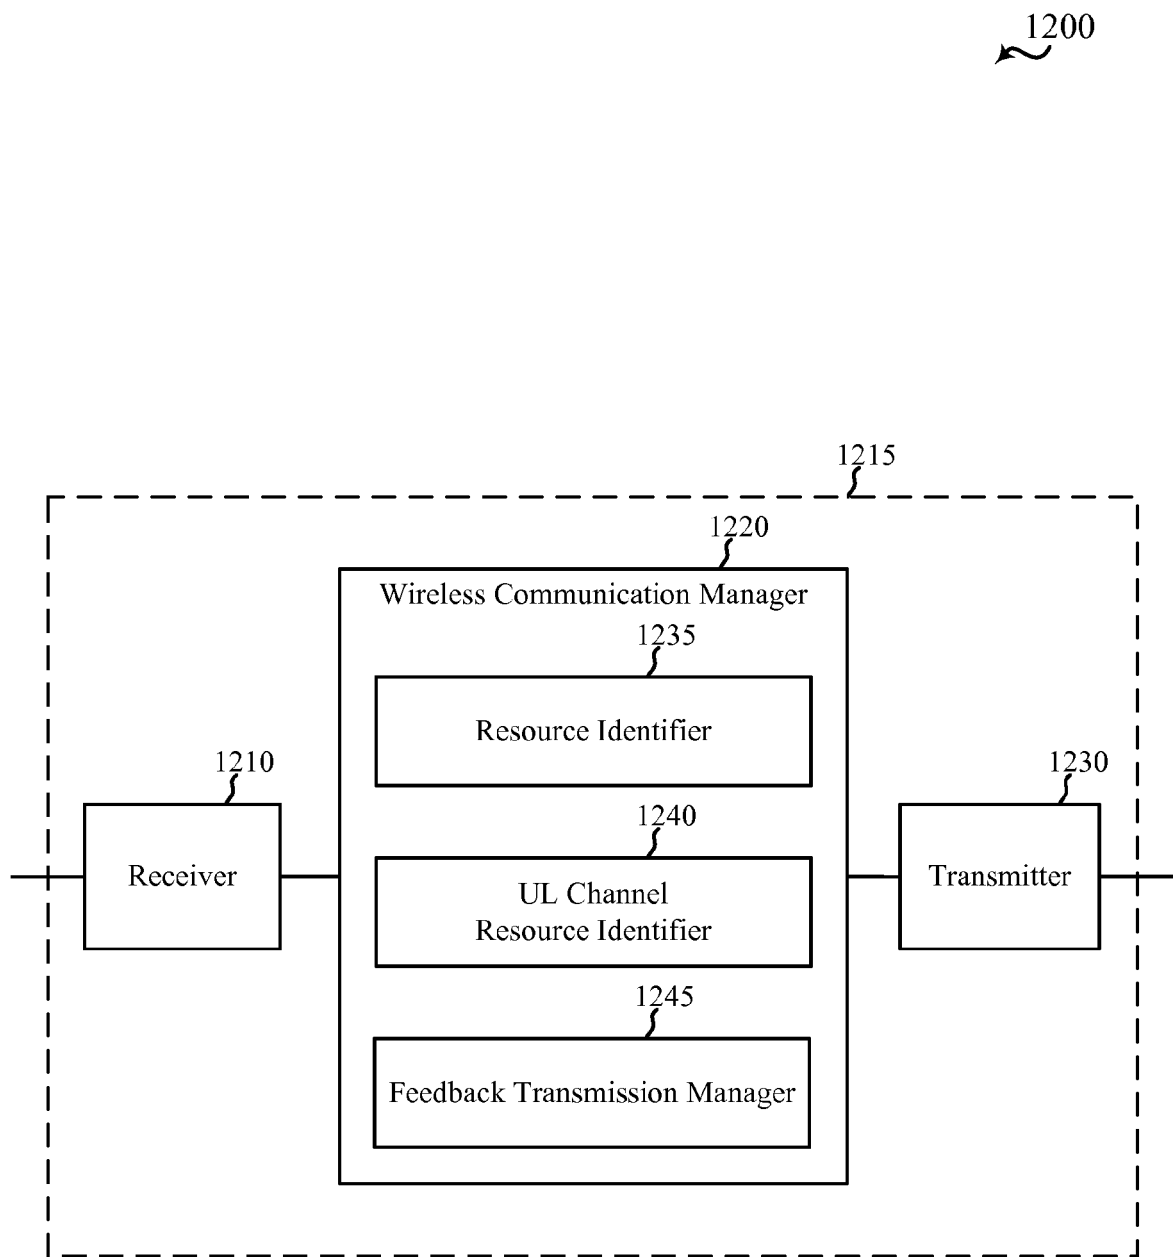 1200
1215
1220
Wireless Communication Manager
1235
Resource Identifier
1210
1230
1240
Receiver
UL Channel
Resource Identifier
Transmitter
1245
Feedback Transmission Manager